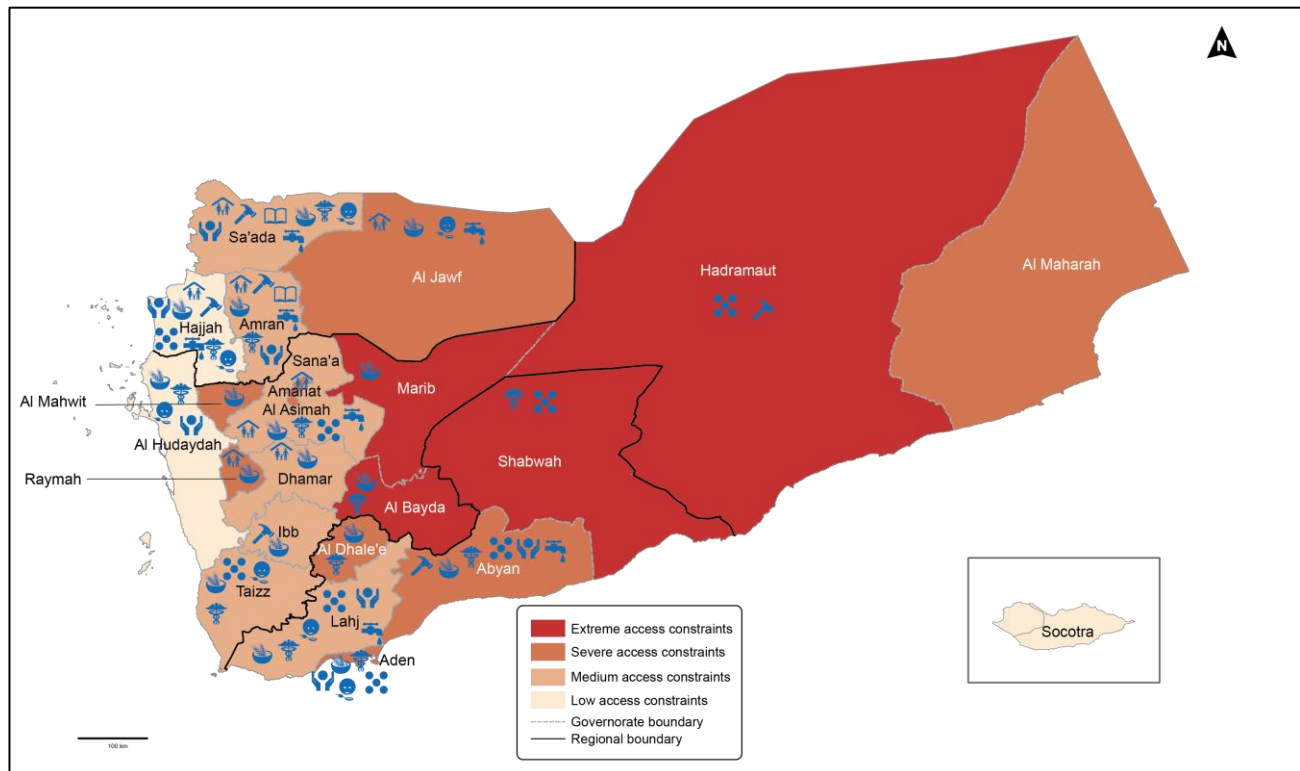 N
Sa'ada
Al Jawf
Hadramaut
Al Maharah
Hajjah
Amran
Sana'a
Marib
Al Mahwit
Amanat
Al Asimah
Al Hudaydah
Shabwah
Raymah
Dhamar
Al Bayda
Ibb
Al Dhale'e
Abyan
Taizz
Lahj
Aden
Socotra
Extreme access constraints
Severe access constraints
Medium access constraints
Low access constraints
Governorate boundary
Regional boundary
100 km